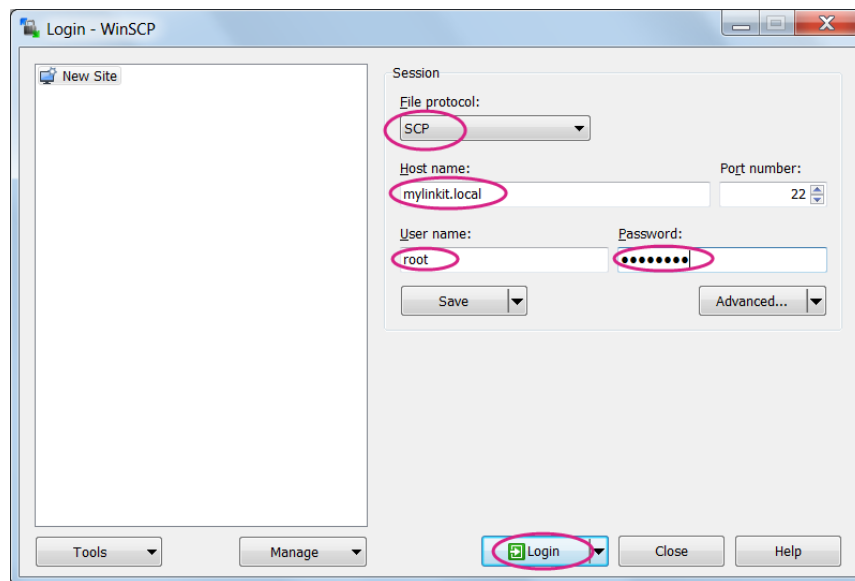 Login - WinSCP
New Site
Session
File protocol:
SCP
Host name: Port number:
mylinkit.local 22
User name: Password:
root ●●●●●●●●
Save Advanced...
Tools Manage Login Close Help